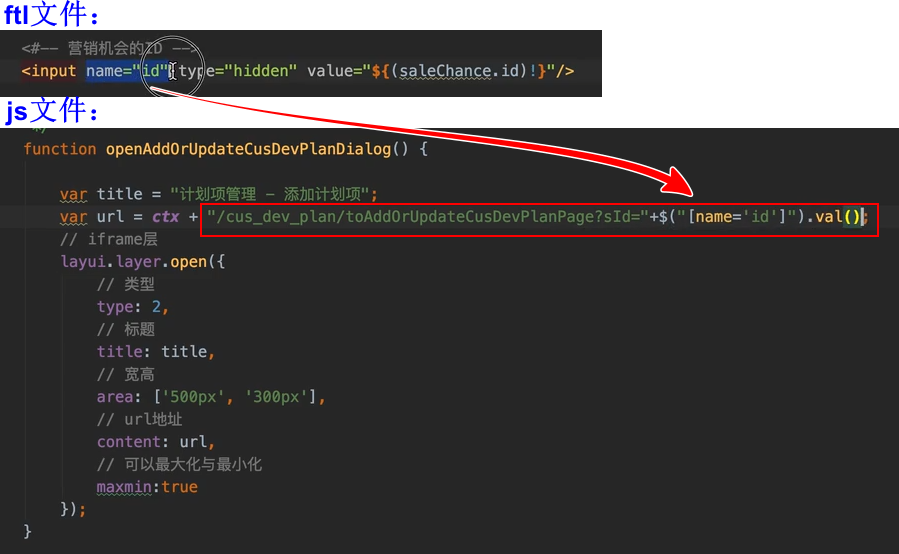 ftl文件：
<#-- 营销机会的ID -->
<input name="id" type="hidden" value="${(saleChance.id)!}"/>
js文件：
*/
function openAddOrUpdateCusDevPlanDialog() {
var title = "计划项管理 - 添加计划项";
var url = ctx + "/cus_dev_plan/toAddOrUpdateCusDevPlanPage?sId="+$("[name='id']").val();
// iframe层
layui.layer.open({
// 类型
type: 2,
// 标题
title: title,
// 宽高
area: ['500px', '300px'],
// url地址
content: url,
// 可以最大化与最小化
maxmin:true
});
}